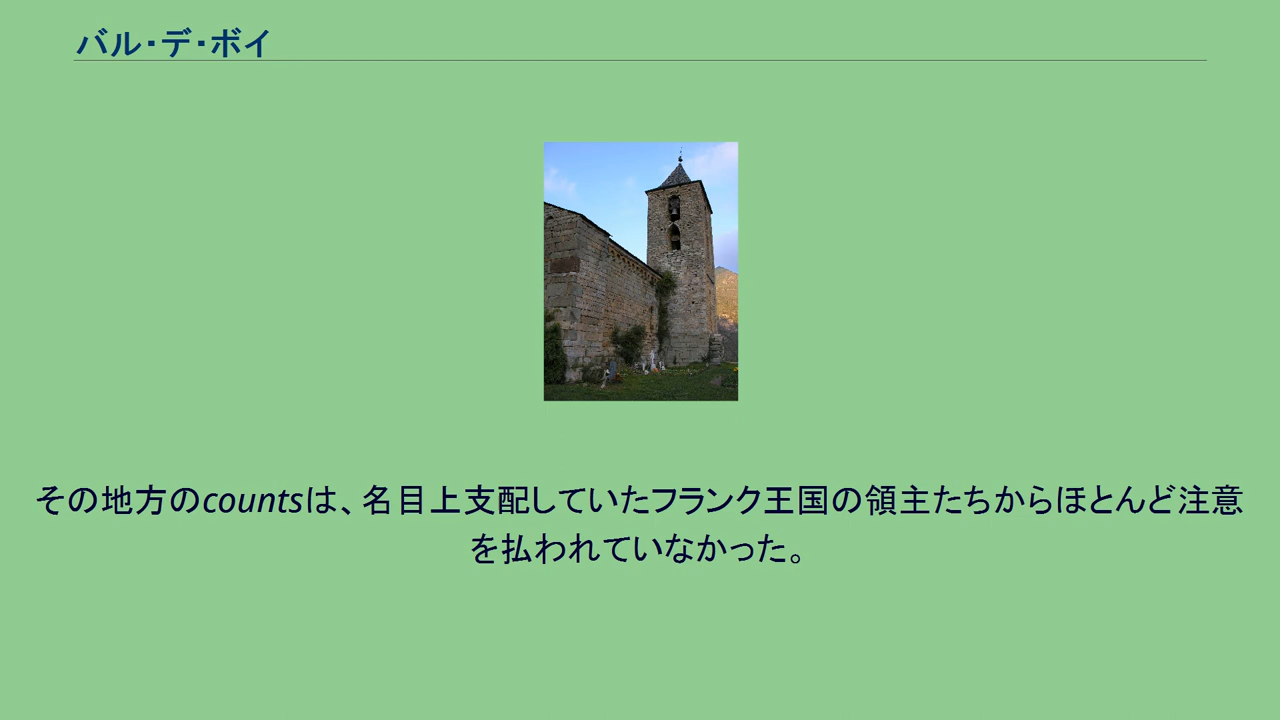 バル・デ・ボイ
その地方のcountsは、名目上支配していたフランク王国の領主たちからほとんど注意
を払われていなかった。